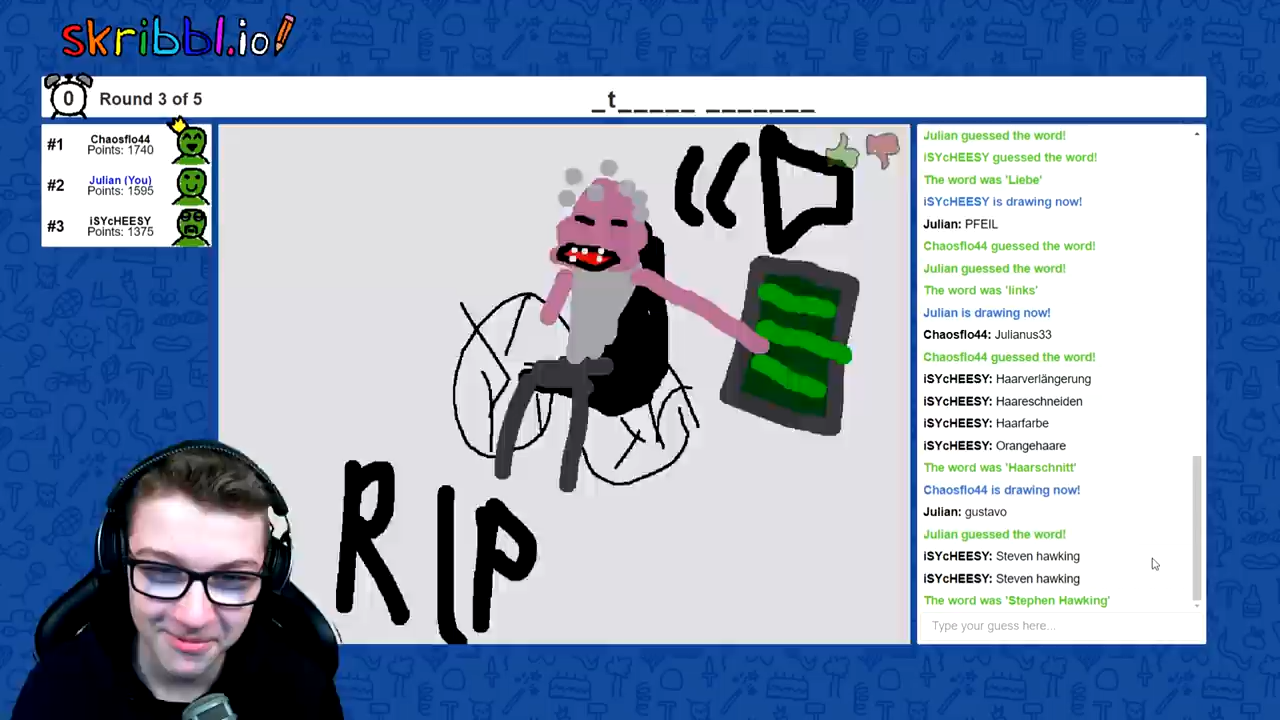 skribbl.io
0 Round 3 of 5 _t_____ _______
#1 Chaosflo44
Points: 1740
#2 Julian (You)
Points: 1595
#3 iSYcHEESY
Points: 1375
RIP
Julian guessed the word!
iSYcHEESY guessed the word!
The word was 'Liebe'
iSYcHEESY is drawing now!
Julian: PFEIL
Chaosflo44 guessed the word!
Julian guessed the word!
The word was 'links'
Julian is drawing now!
Chaosflo44: Julianus33
Chaosflo44 guessed the word!
iSYcHEESY: Haarverlängerung
iSYcHEESY: Haareschneiden
iSYcHEESY: Haarfarbe
iSYcHEESY: Orangehaare
The word was 'Haarschnitt'
Chaosflo44 is drawing now!
Julian: gustavo
Julian guessed the word!
iSYcHEESY: Steven hawking
iSYcHEESY: Steven hawking
The word was 'Stephen Hawking'
Type your guess here...